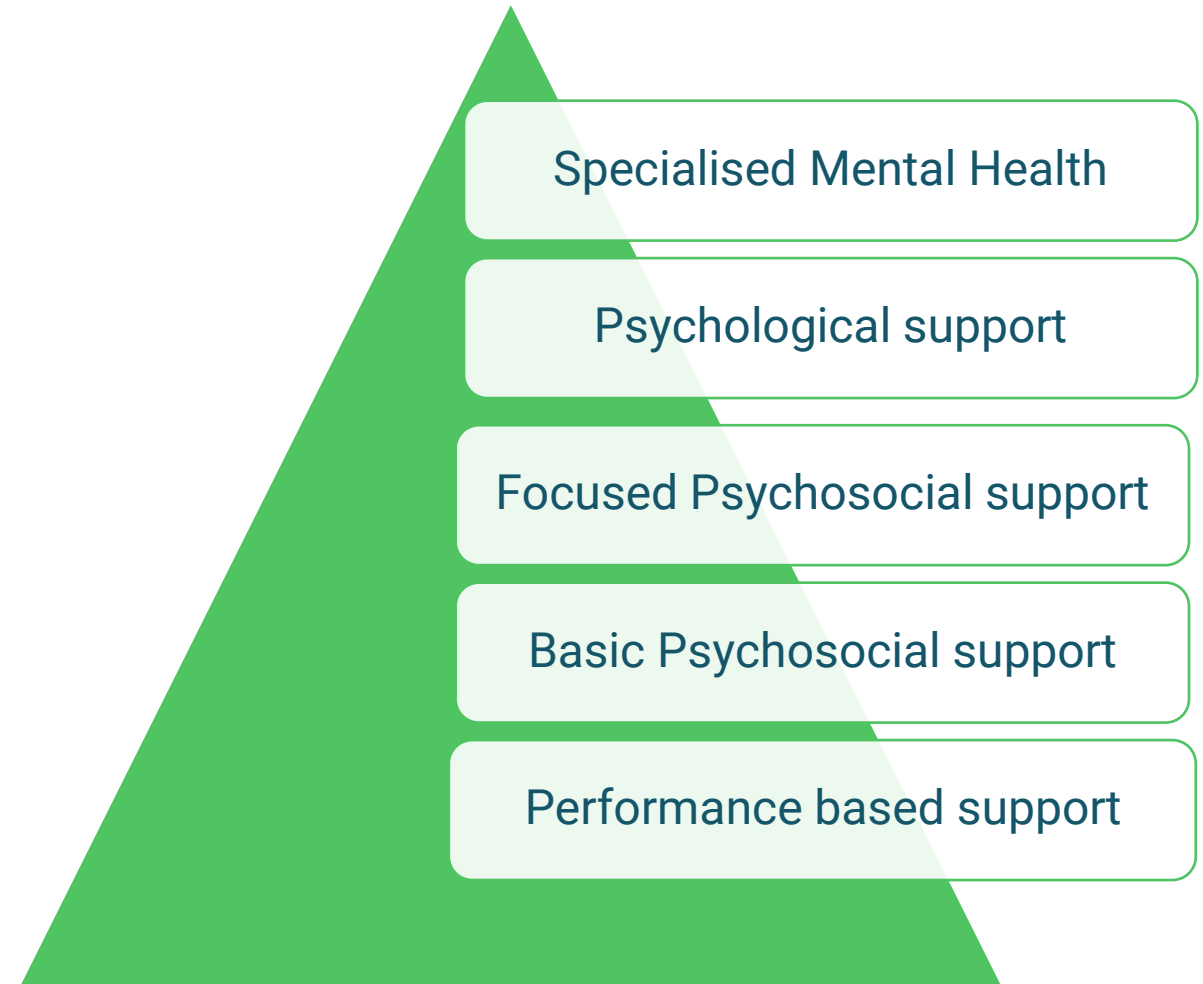 Specialised Mental Health
Psychological support
Focused Psychosocial support
Basic Psychosocial support
Performance based support